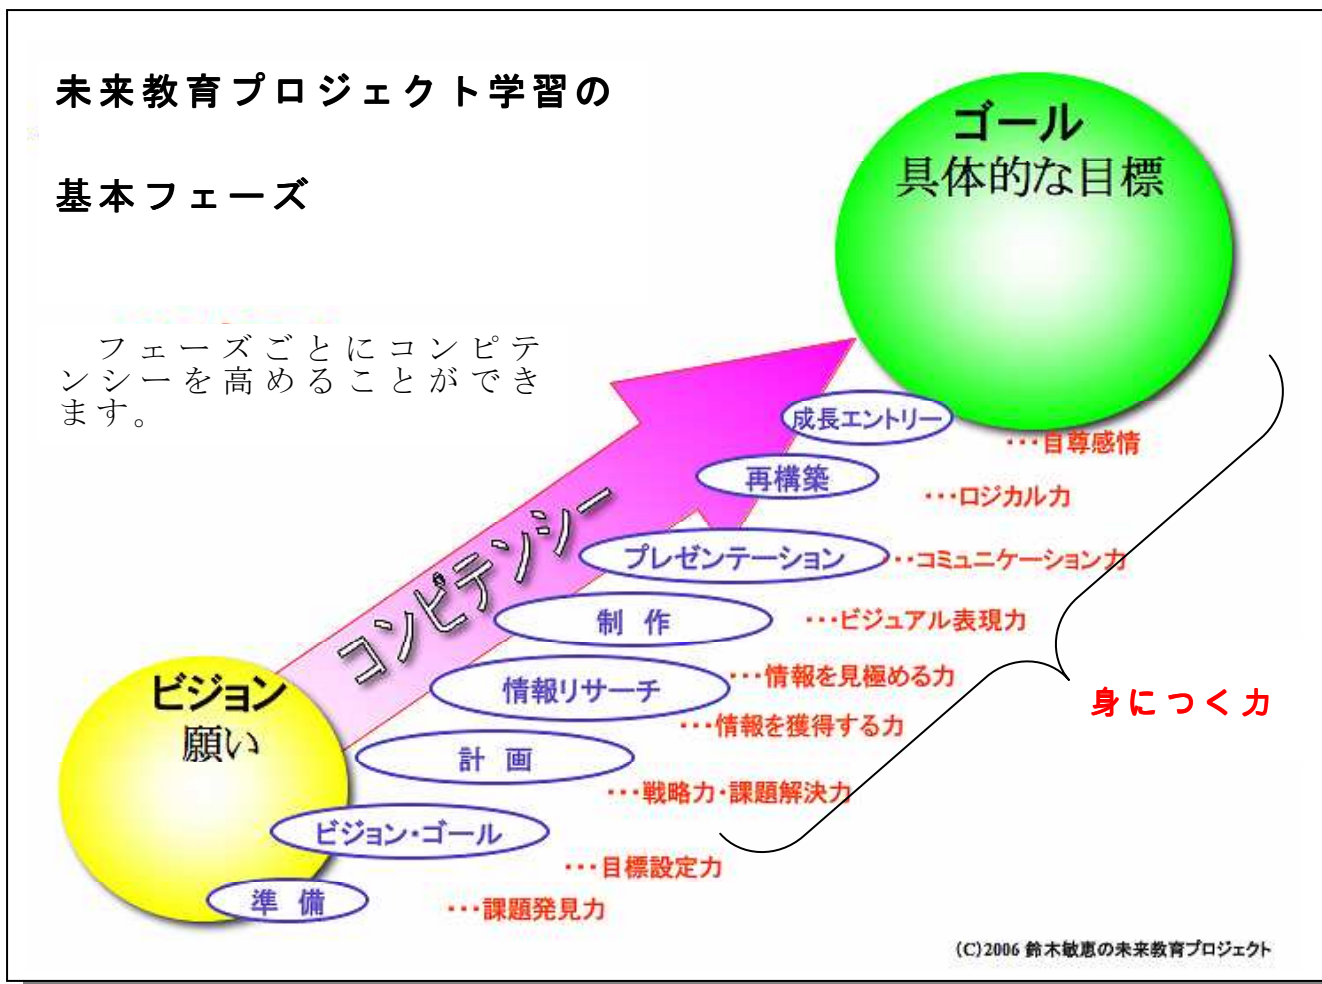 未来教育プロジェクト学習の
基本フェーズ
フェーズごとにコンピテ
ンシーを高めることができ
ます。
ゴール
具体的な目標
成長エントリー
・・・自尊感情
再構築
・・・ロジカル力
プレゼンテーション
・・・コミュニケーション力
制 作
・・・ビジュアル表現力
情報リサーチ
・・・情報を見極める力
・・・情報を獲得する力
計 画
・・・戦略力・課題解決力
ビジョン・ゴール
・・・目標設定力
準 備
・・・課題発見力
コンピテンシー
ビジョン
願い
身につく力
(C)2006 鈴木敏恵の未来教育プロジェクト